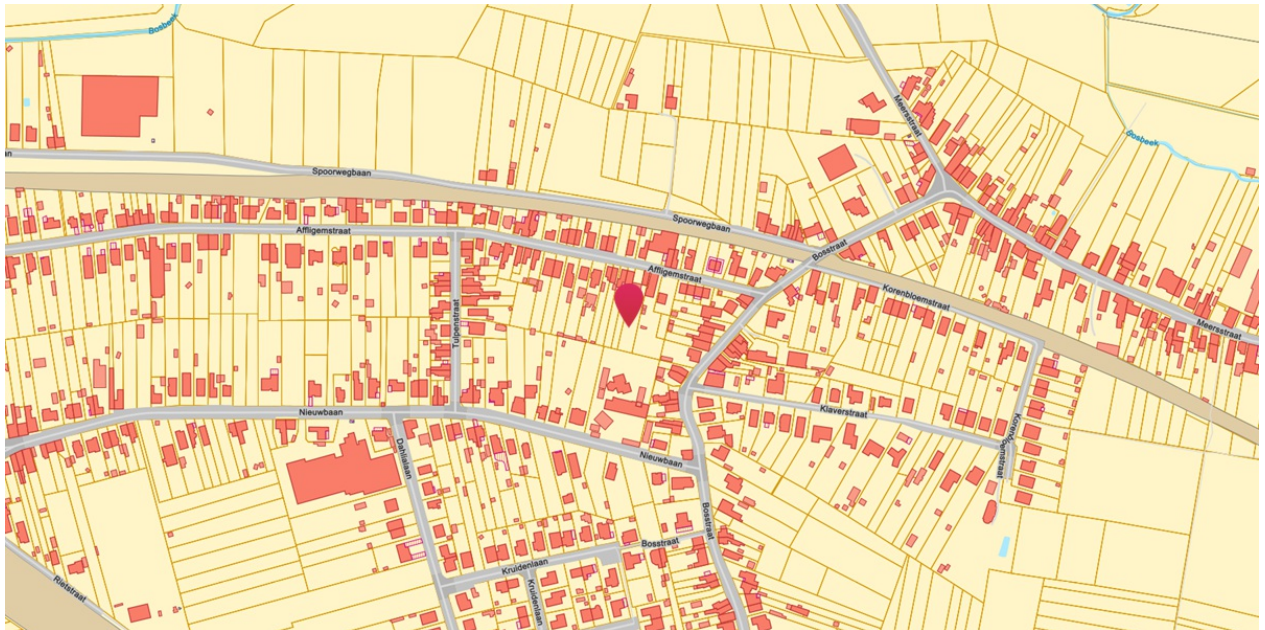 Bosbeek
Meersstraat
Bosbeek
an
Spoorwegbaan
Spoorwegbaan
Affligemstraat
Bosstraat
Affligemstraat
Korenbloemstraat
Tulpenstraat
Meersstraat
Nieuwbaan
Klaverstraat
Korenbloemstraat
Dahlialaan
Nieuwbaan
Bosstraat
Bosstraat
Kruidenlaan
Rietstraat
Kruidenlaan